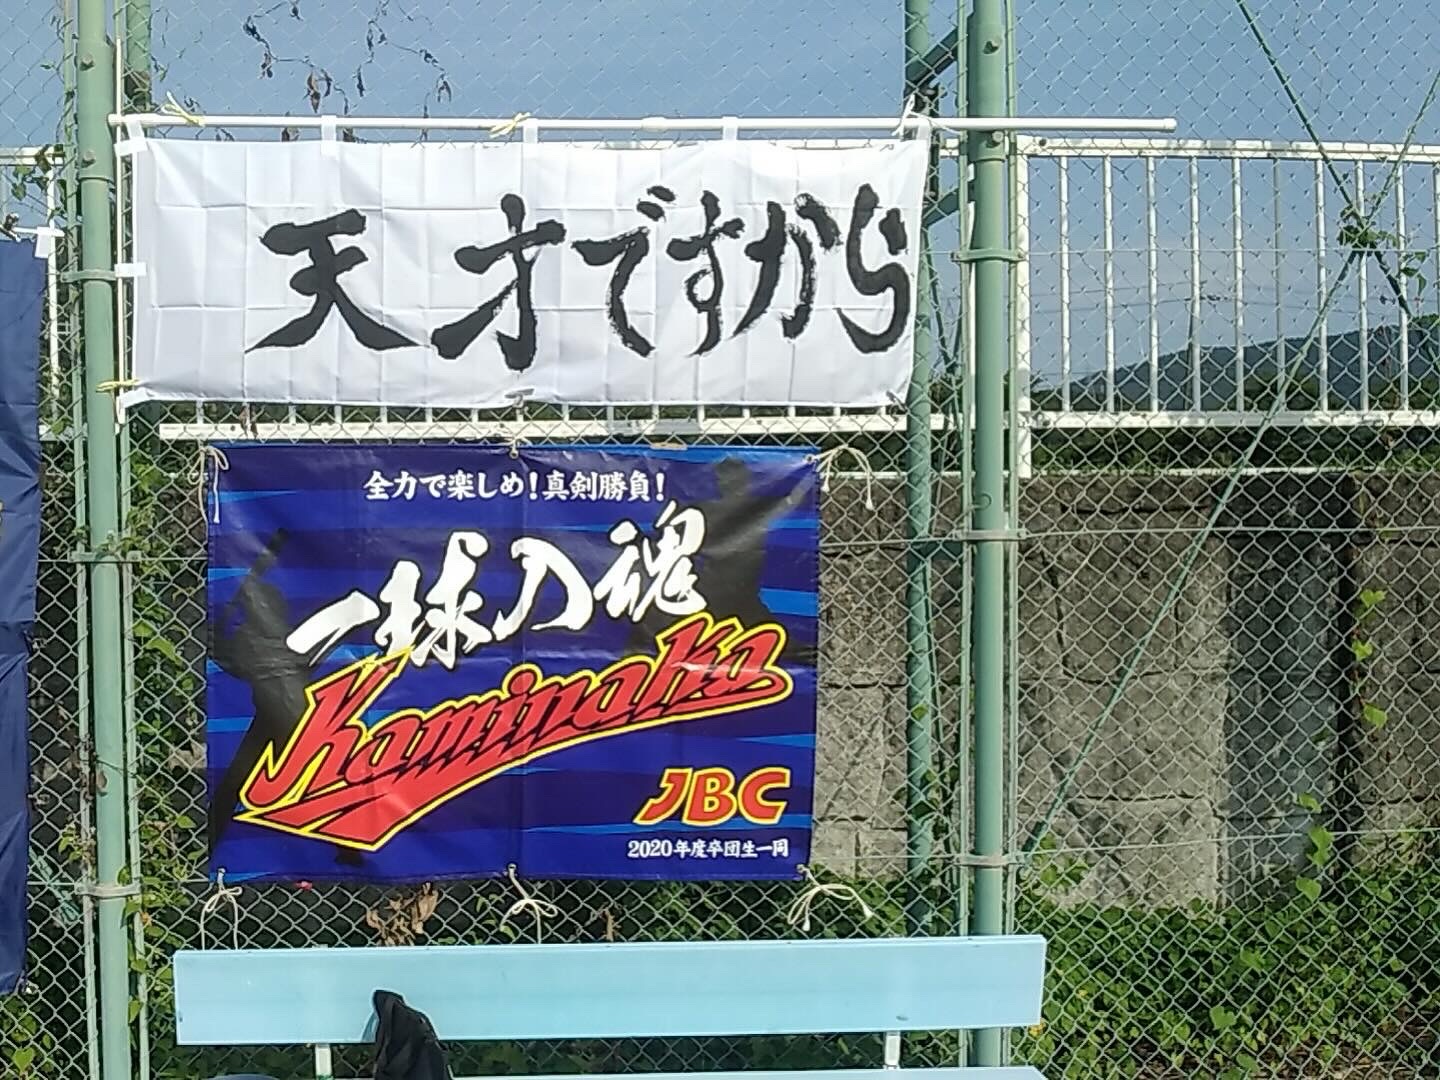 天才ですから
全力で楽しめ!真剣勝負!
一球入魂
Kaminaka
JBC
2020年度卒団生一同